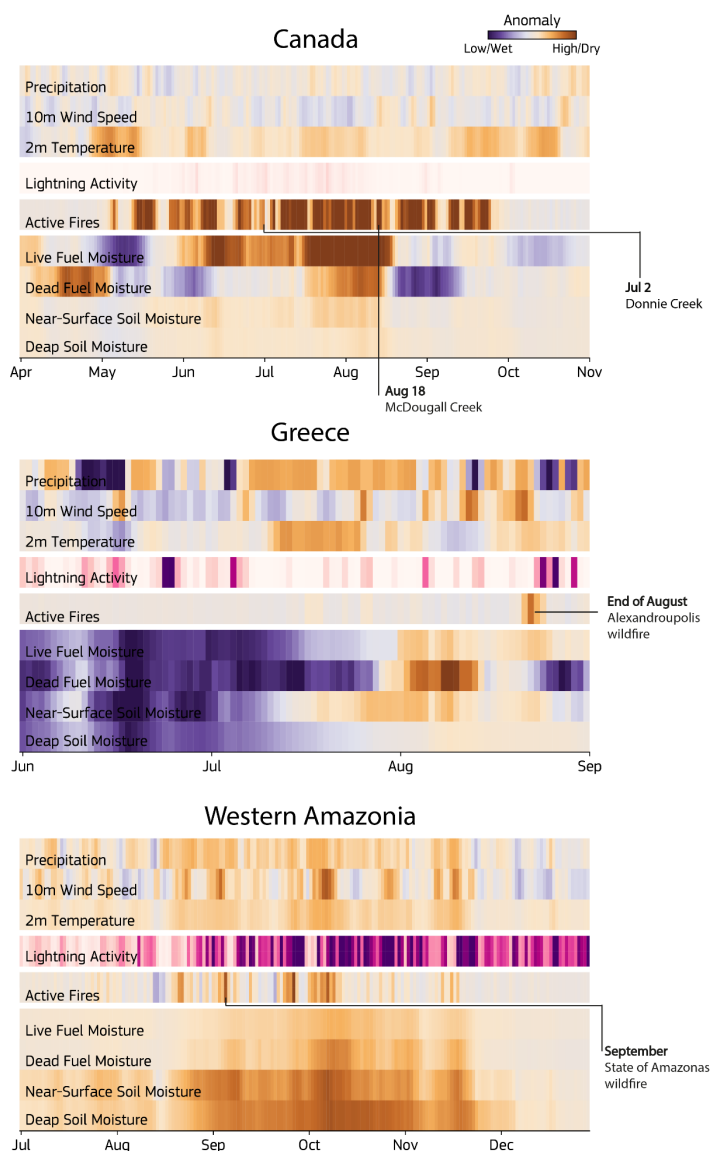 Anomaly
Low/Wet High/Dry
Canada
Precipitation
10m Wind Speed
2m Temperature
Lightning Activity
Active Fires
Live Fuel Moisture
Dead Fuel Moisture
Near-Surface Soil Moisture
Deap Soil Moisture
Jul 2
Donnie Creek
Apr May Jun Jul Aug Sep Oct Nov
Aug 18
McDougall Creek
Greece
Precipitation
10m Wind Speed
2m Temperature
Lightning Activity
Active Fires
End of August
Alexandroupolis
wildfire
Live Fuel Moisture
Dead Fuel Moisture
Near-Surface Soil Moisture
Deap Soil Moisture
Jun Jul Aug Sep
Western Amazonia
Precipitation
10m Wind Speed
2m Temperature
Lightning Activity
Active Fires
Live Fuel Moisture
Dead Fuel Moisture
Near-Surface Soil Moisture
Deap Soil Moisture
September
State of Amazonas
wildfire
Jul Aug Sep Oct Nov Dec